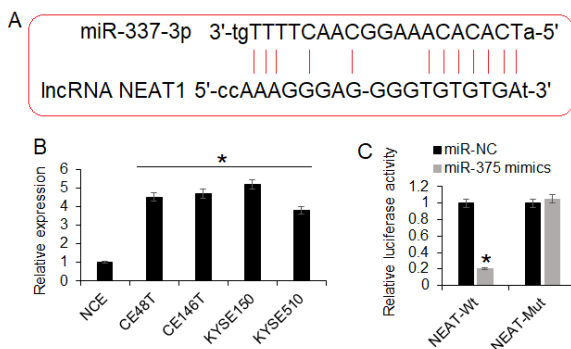 A
miR-337-3p 3'-tgTTTTCAACGGAAACACACTa-5'
lncRNA NEAT1 5'-ccAAAGGGAG-GGGTGTGTGAt-3'
B
*
Relative expression
6
5
4
3
2
1
0
NCE
CE48T
CE146T
KYSE150
KYSE510
C
miR-NC
miR-375 mimics
Relative luciferase activity
1.2
1
0.8
0.6
0.4
0.2
0
*
NEAT-Wt
NEAT-Mut